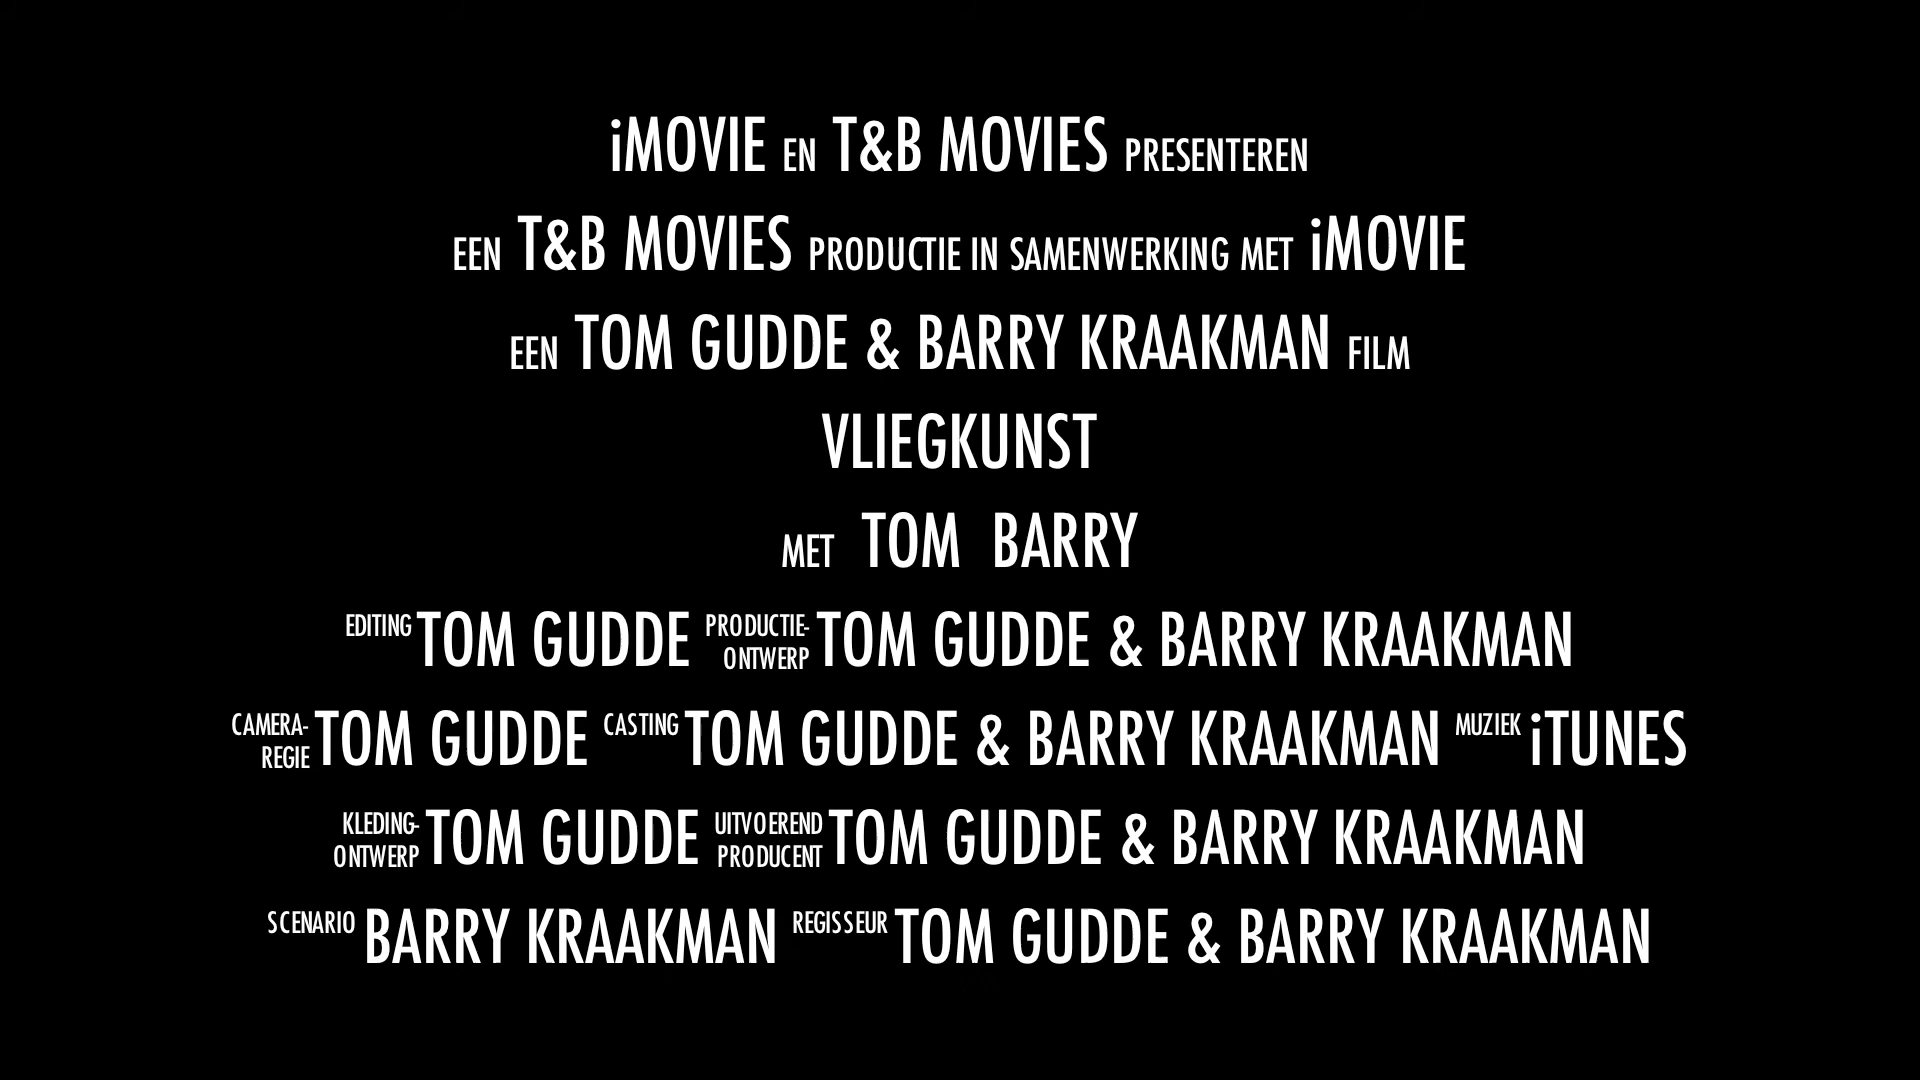 iMOVIE EN T&B MOVIES PRESENTEREN
EEN T&B MOVIES PRODUCTIE IN SAMENWERKING MET iMOVIE
EEN TOM GUDDE & BARRY KRAAKMAN FILM
VLIEGKUNST
MET TOM BARRY
EDITING TOM GUDDE PRODUCTIE-ONTWERP TOM GUDDE & BARRY KRAAKMAN
CAMERA-REGIE TOM GUDDE CASTING TOM GUDDE & BARRY KRAAKMAN MUZIEK iTUNES
KLEDING-ONTWERP TOM GUDDE UITVOEREND PRODUCENT TOM GUDDE & BARRY KRAAKMAN
SCENARIO BARRY KRAAKMAN REGISSEUR TOM GUDDE & BARRY KRAAKMAN